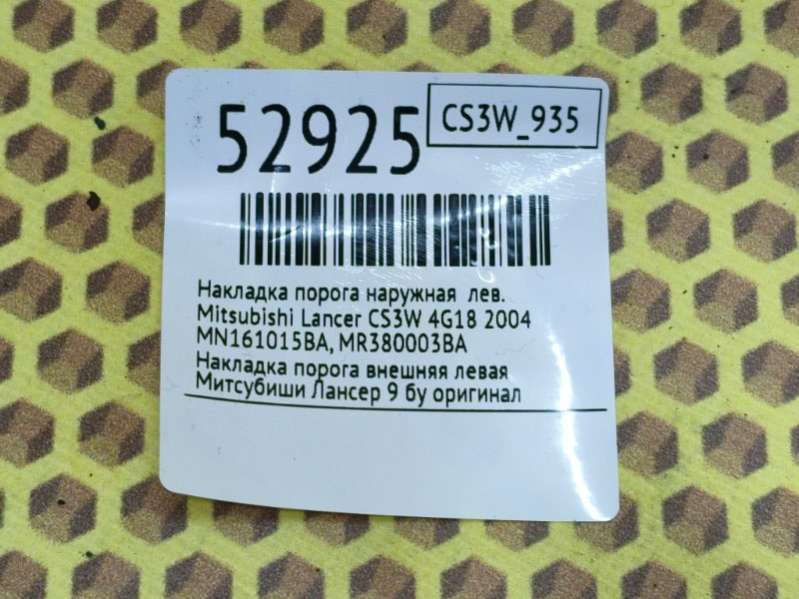 52925
CS3W_935
Накладка порога наружная лев.
Mitsubishi Lancer CS3W 4G18 2004
MN161015BA, MR380003BA
Накладка порога внешняя левая
Митсубиши Лансер 9 бу оригинал